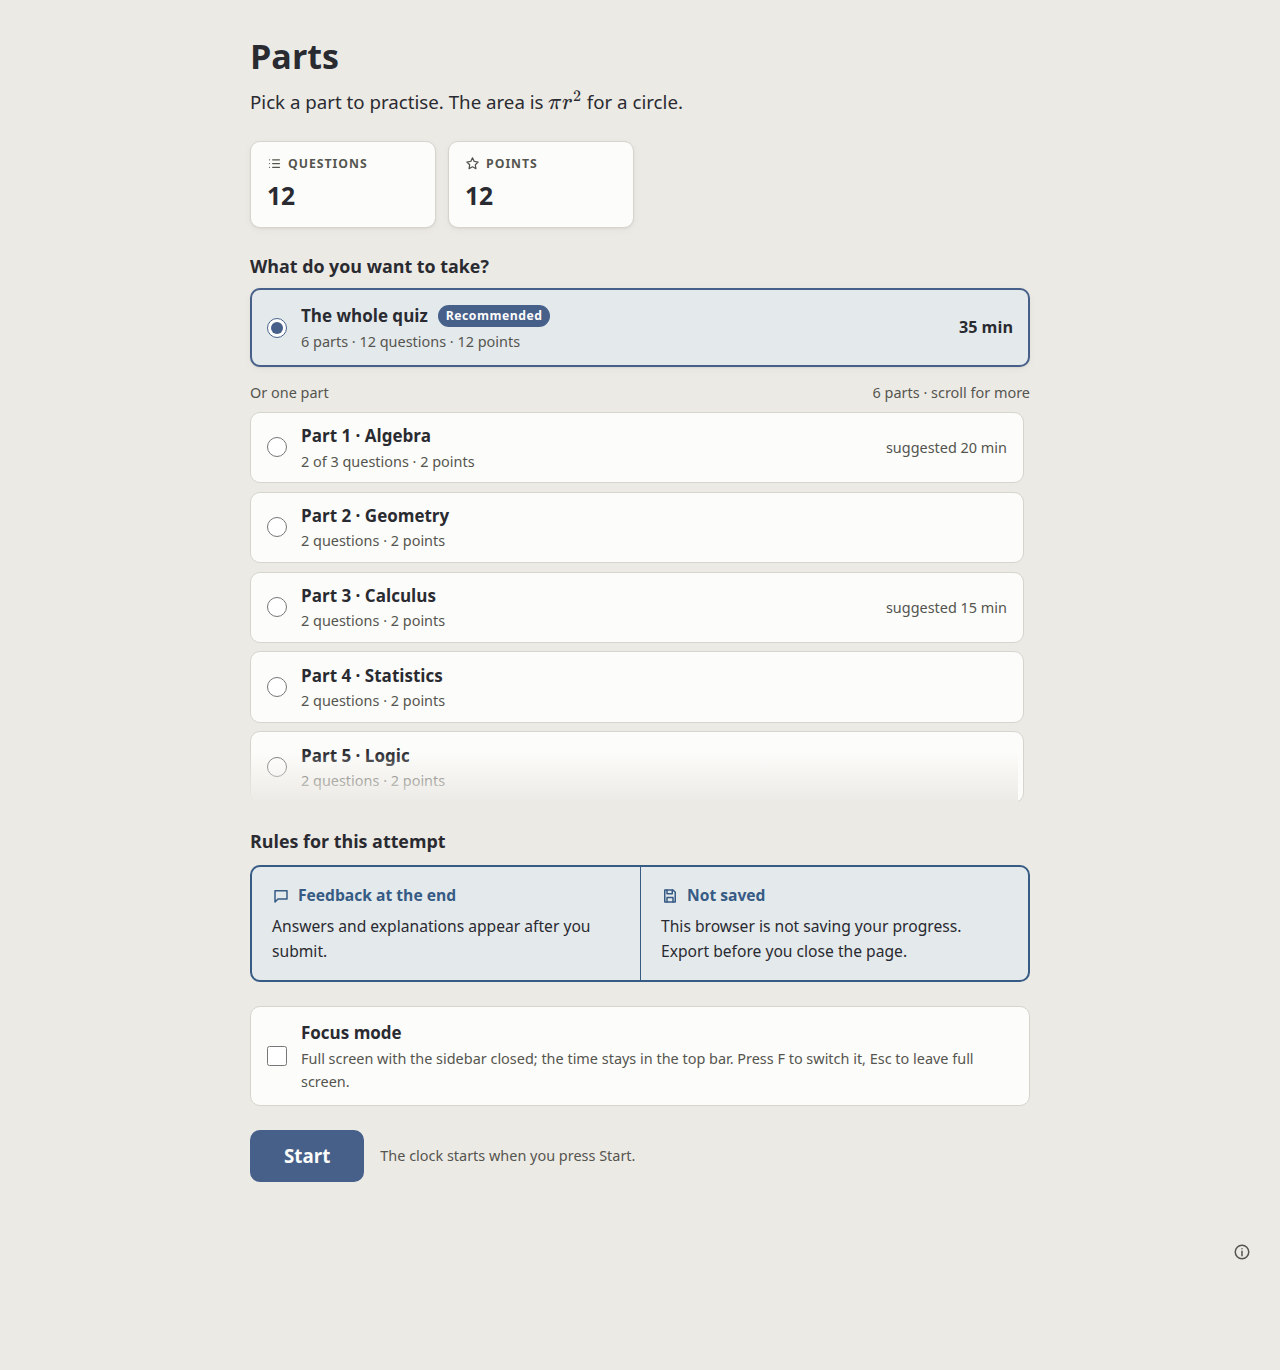 Parts
Pick a part to practise. The area is πr² for a circle.
QUESTIONS
12
POINTS
12
What do you want to take?
The whole quiz Recommended
6 parts · 12 questions · 12 points
35 min
Or one part
6 parts · scroll for more
Part 1 · Algebra
2 of 3 questions · 2 points
suggested 20 min
Part 2 · Geometry
2 questions · 2 points
Part 3 · Calculus
2 questions · 2 points
suggested 15 min
Part 4 · Statistics
2 questions · 2 points
Part 5 · Logic
2 questions · 2 points
Rules for this attempt
Feedback at the end
Answers and explanations appear after you
submit.
Not saved
This browser is not saving your progress.
Export before you close the page.
Focus mode
Full screen with the sidebar closed; the time stays in the top bar. Press F to switch it, Esc to leave full
screen.
Start
The clock starts when you press Start.